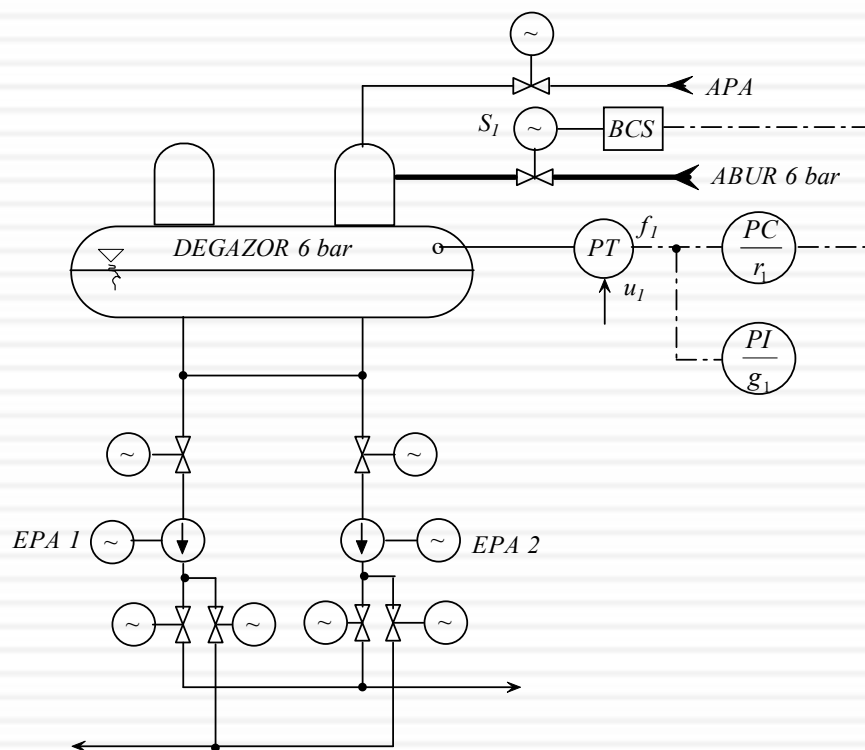 ~
APA
S1 ~ BCS
ABUR 6 bar
DEGAZOR 6 bar
PT
f1
PC
r1
u1
PI
g1
~ ~
EPA 1 ~ ~ EPA 2
~ ~ ~ ~